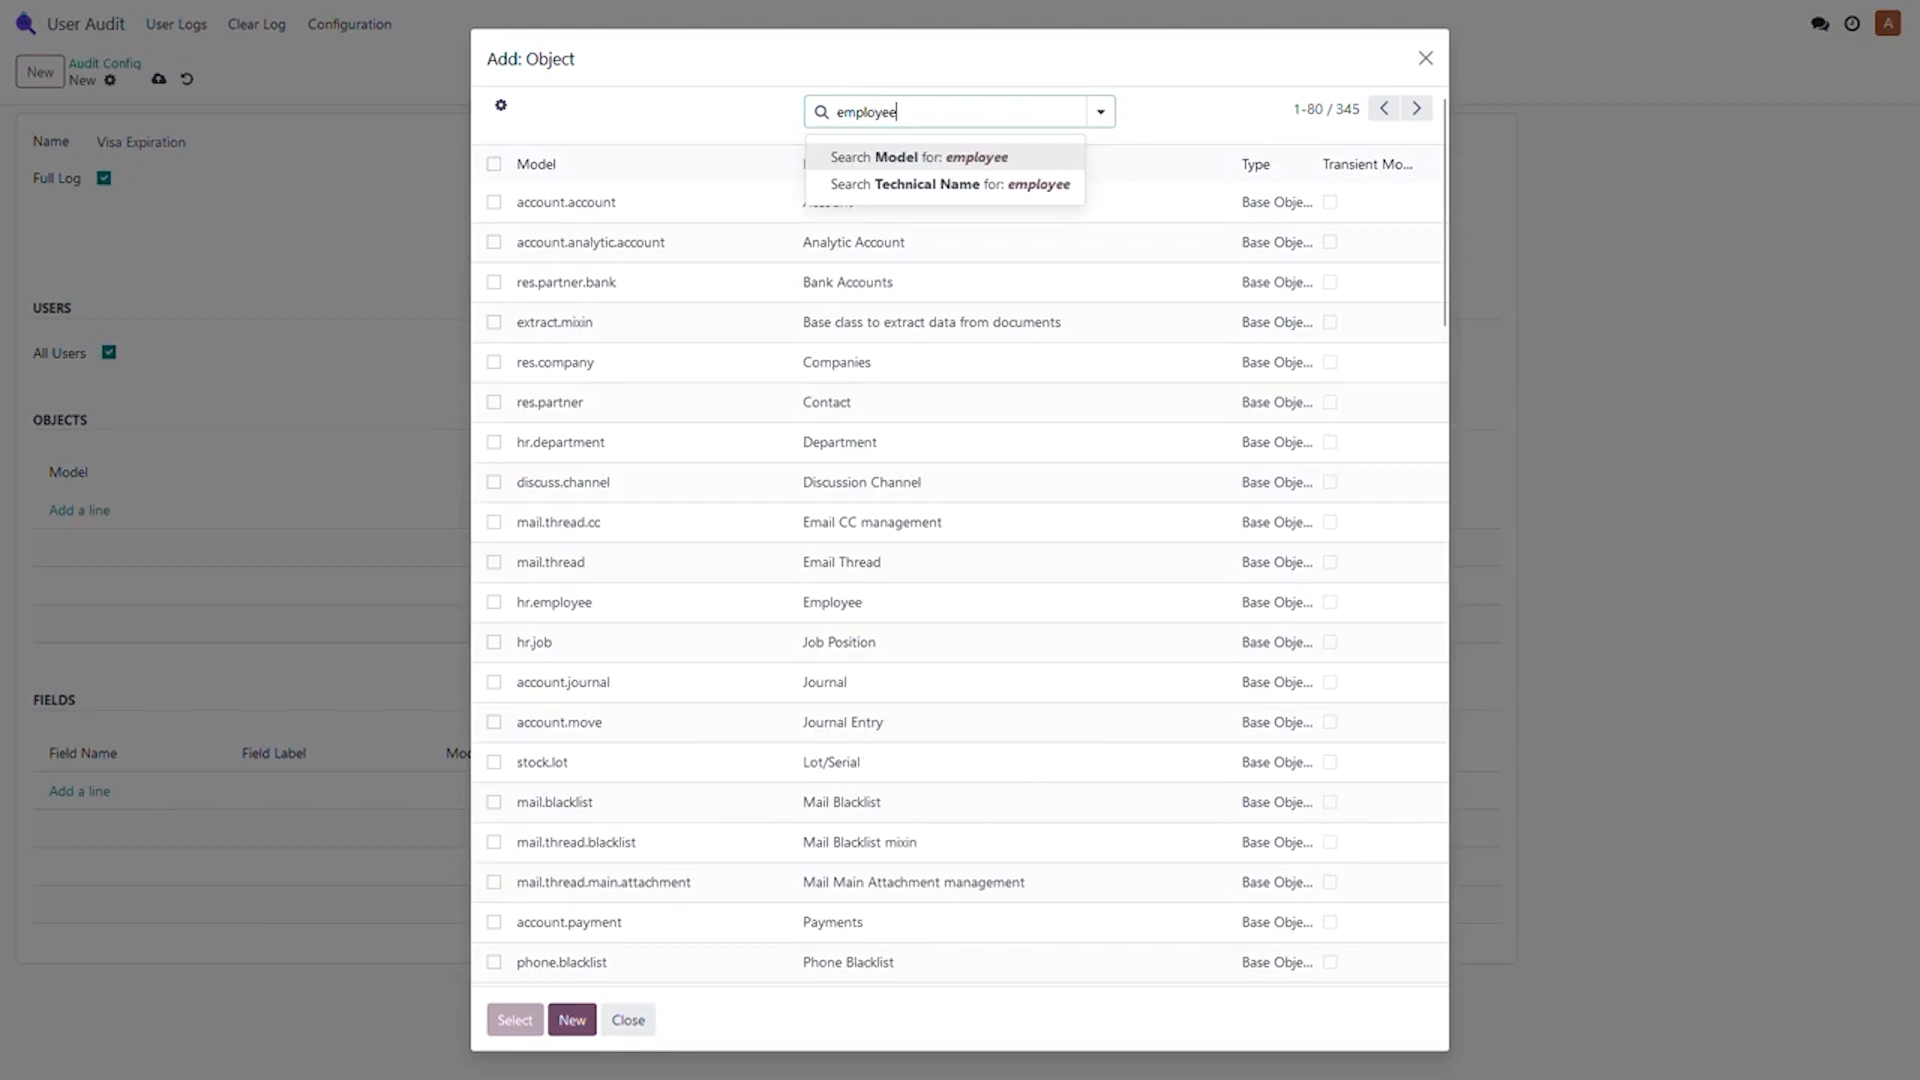 User Audit User Logs Clear Log Configuration A
New Audit Config
New
Name Visa Expiration
Full Log
USERS
All Users
OBJECTS
Model
Add a line
FIELDS
Field Name Field Label
Add a line
Add: Object
employee 1-80 / 345
Search Model for: employee
Search Technical Name for: employee
Model Type Transient Mo...
account.account Base Obje...
account.analytic.account Analytic Account Base Obje...
res.partner.bank Bank Accounts Base Obje...
extract.mixin Base class to extract data from documents Base Obje...
res.company Companies Base Obje...
res.partner Contact Base Obje...
hr.department Department Base Obje...
discuss.channel Discussion Channel Base Obje...
mail.thread.cc Email CC management Base Obje...
mail.thread Email Thread Base Obje...
hr.employee Employee Base Obje...
hr.job Job Position Base Obje...
account.journal Journal Base Obje...
account.move Journal Entry Base Obje...
stock.lot Lot/Serial Base Obje...
mail.blacklist Mail Blacklist Base Obje...
mail.thread.blacklist Mail Blacklist mixin Base Obje...
mail.thread.main.attachment Mail Main Attachment management Base Obje...
account.payment Payments Base Obje...
phone.blacklist Phone Blacklist Base Obje...
Select New Close